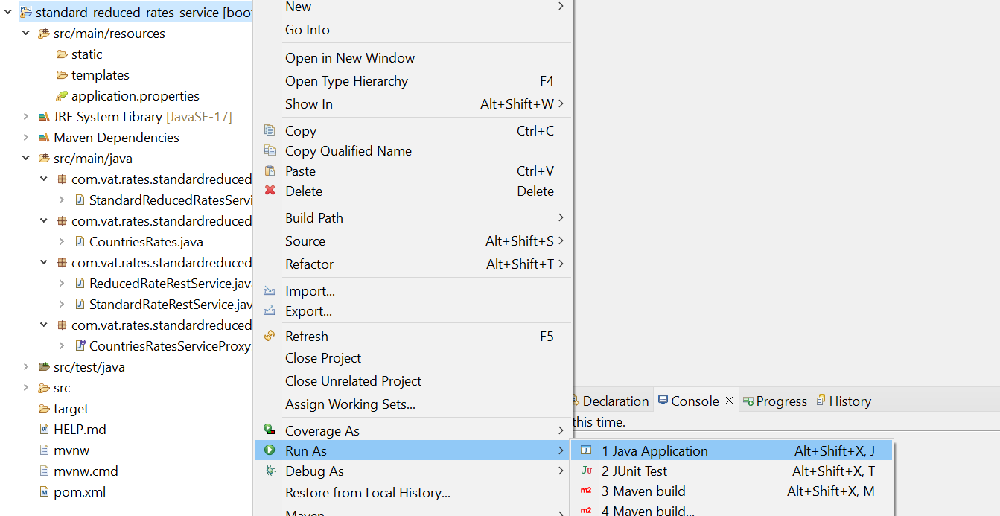 standard-reduced-rates-service [boot
src/main/resources
static
templates
application.properties
JRE System Library [JavaSE-17]
Maven Dependencies
src/main/java
com.vat.rates.standardreduced
StandardReducedRatesServi
com.vat.rates.standardreduced
CountriesRates.java
com.vat.rates.standardreduced
ReducedRateRestService.java
StandardRateRestService.jav
com.vat.rates.standardreduced
CountriesRatesServiceProxy.
src/test/java
src
target
HELP.md
mvnw
mvnw.cmd
pom.xml
New
Go Into
Open in New Window
Open Type Hierarchy F4
Show In Alt+Shift+W
Copy Ctrl+C
Copy Qualified Name
Paste Ctrl+V
Delete Delete
Build Path
Source Alt+Shift+S
Refactor Alt+Shift+T
Import...
Export...
Refresh F5
Close Project
Close Unrelated Project
Assign Working Sets...
Coverage As
Run As
Debug As
Restore from Local History...
Maven
Declaration Console Progress History
this time.
1 Java Application Alt+Shift+X, J
2 JUnit Test Alt+Shift+X, T
3 Maven build Alt+Shift+X, M
4 Maven build...